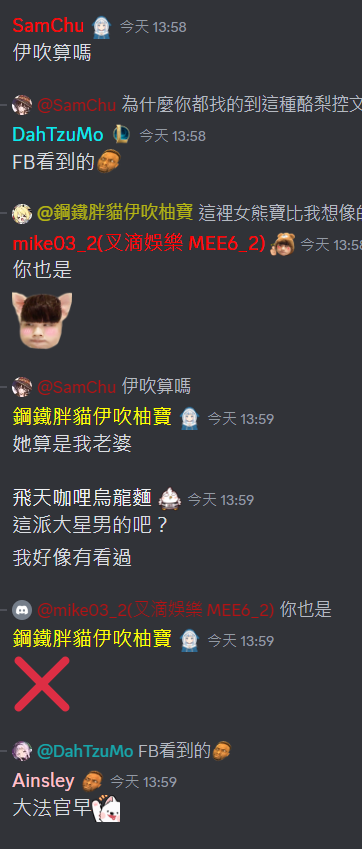 SamChu 今天 13:58
伊吹算嗎
@SamChu 為什麼你都找的到這種酪梨控文
DahTzuMo 今天 13:58
FB看到的
@鋼鐵胖貓伊吹柚寶 這裡女熊寶比我想像的
mike03_2(叉滴娛樂 MEE6_2) 今天 13:58
你也是
@SamChu 伊吹算嗎
鋼鐵胖貓伊吹柚寶 今天 13:59
她算是我老婆
飛天咖哩烏龍麵 今天 13:59
這派大星男的吧？
我好像有看過
@mike03_2(叉滴娛樂 MEE6_2) 你也是
鋼鐵胖貓伊吹柚寶 今天 13:59
@DahTzuMo FB看到的
Ainsley 今天 13:59
大法官早